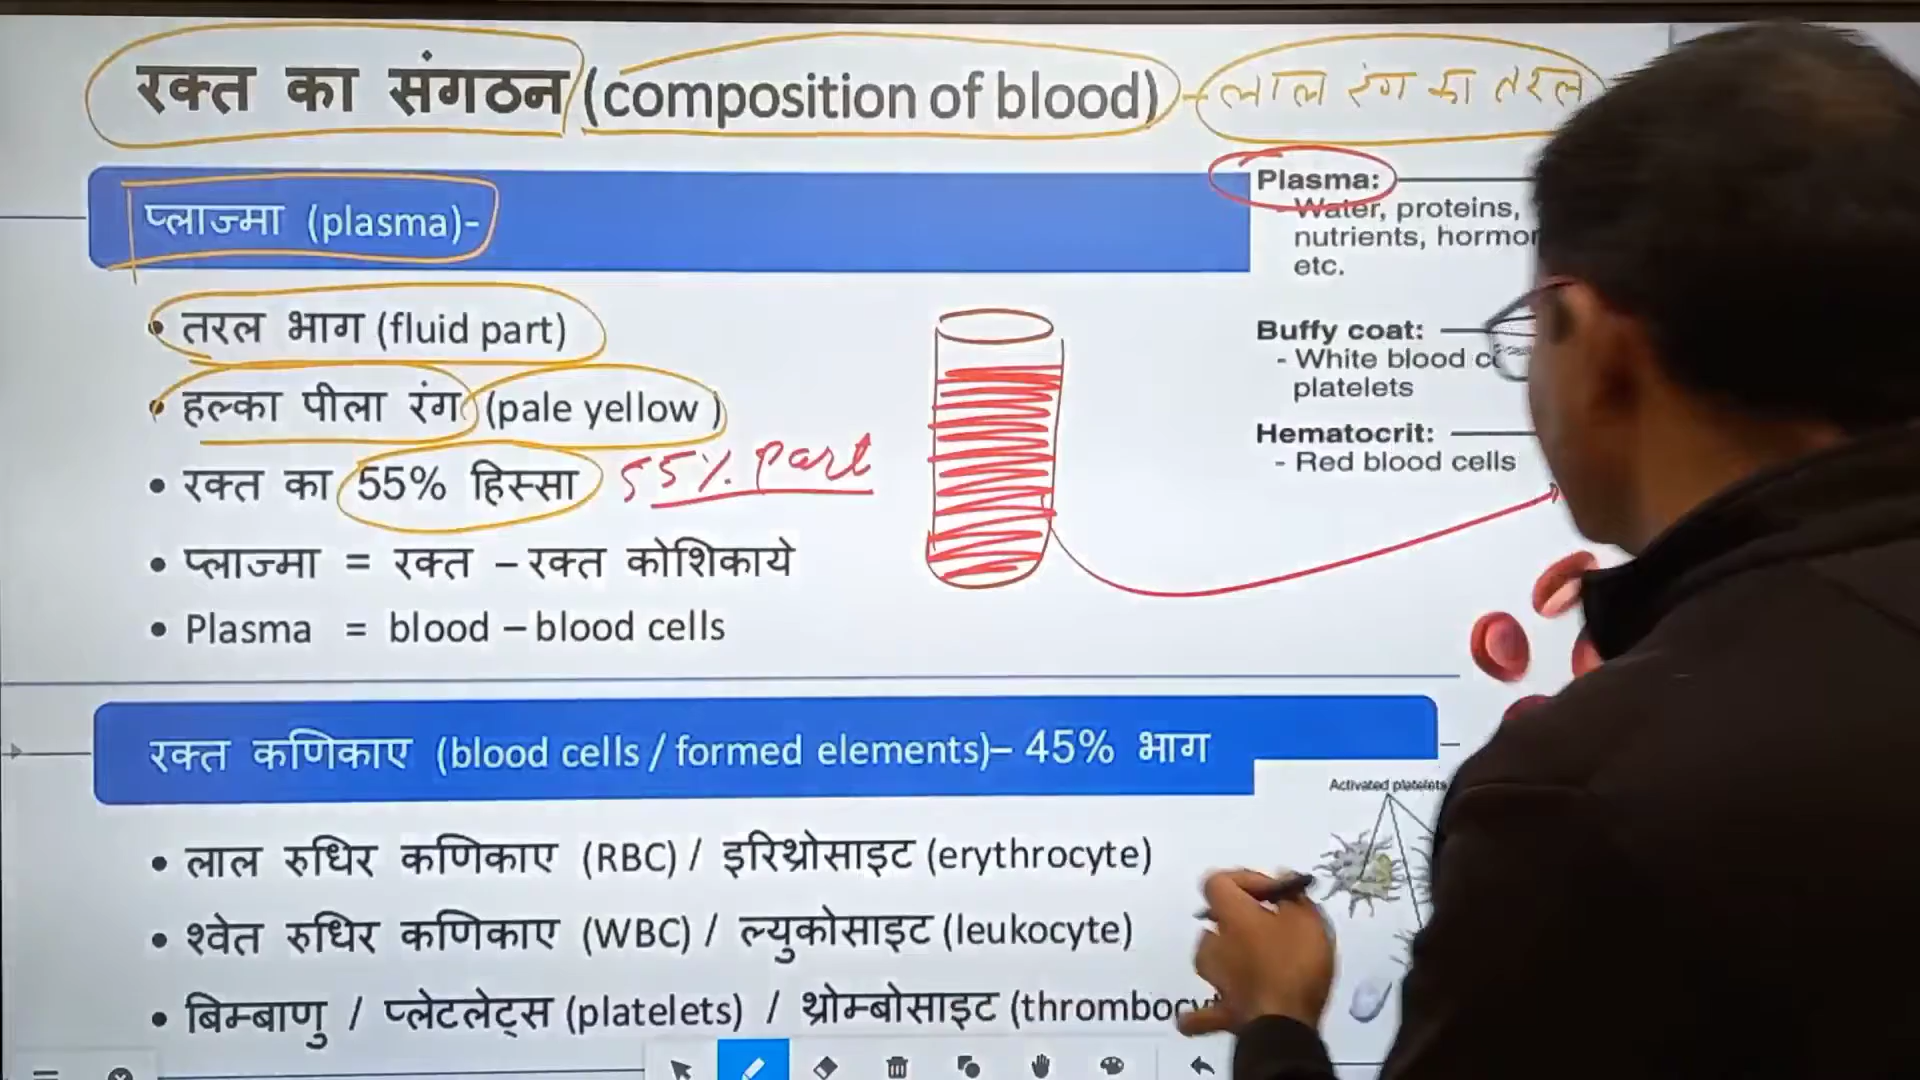 रक्त का संगठन (composition of blood) - लाल रंग का तरल
प्लाज्मा (plasma)-
• तरल भाग (fluid part)
• हल्का पीला रंग (pale yellow )
• रक्त का 55% हिस्सा 55% part
• प्लाज्मा = रक्त – रक्त कोशिकाये
• Plasma = blood – blood cells
Plasma:
- Water, proteins,
nutrients,
etc.
Buffy coat:
- White blood
platelets
Hematocrit:
- Red blood cells
रक्त कणिकाए (blood cells / formed elements)– 45% भाग
Activated platelets
• लाल रुधिर कणिकाए (RBC) / इरिथ्रोसाइट (erythrocyte)
• श्वेत रुधिर कणिकाए (WBC) / ल्युकोसाइट (leukocyte)
• बिम्बाणु / प्लेटलेट्स (platelets) / थ्रोम्बोसाइट